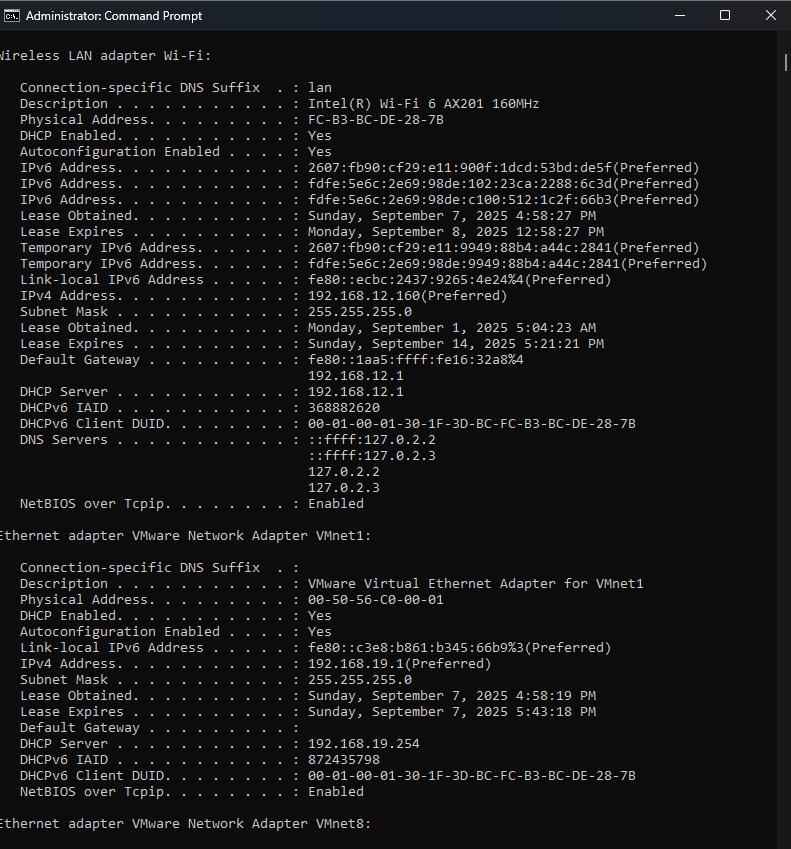 Administrator: Command Prompt
Wireless LAN adapter Wi-Fi:
Connection-specific DNS Suffix  . : lan
Description . . . . . . . . . . . : Intel(R) Wi-Fi 6 AX201 160MHz
Physical Address. . . . . . . . . : FC-B3-BC-DE-28-7B
DHCP Enabled. . . . . . . . . . . : Yes
Autoconfiguration Enabled . . . . : Yes
IPv6 Address. . . . . . . . . . . : 2607:fb90:cf29:e11:900f:1dcd:53bd:de5f(Preferred)
IPv6 Address. . . . . . . . . . . : fdfe:5e6c:2e69:98de:102:23ca:2288:6c3d(Preferred)
IPv6 Address. . . . . . . . . . . : fdfe:5e6c:2e69:98de:c100:512:1c2f:66b3(Preferred)
Lease Obtained. . . . . . . . . . : Sunday, September 7, 2025 4:58:27 PM
Lease Expires . . . . . . . . . . : Monday, September 8, 2025 12:58:27 PM
Temporary IPv6 Address. . . . . . : 2607:fb90:cf29:e11:9949:88b4:a44c:2841(Preferred)
Temporary IPv6 Address. . . . . . : fdfe:5e6c:2e69:98de:9949:88b4:a44c:2841(Preferred)
Link-local IPv6 Address . . . . . : fe80::ecbc:2437:9265:4e24%4(Preferred)
IPv4 Address. . . . . . . . . . . : 192.168.12.160(Preferred)
Subnet Mask . . . . . . . . . . . : 255.255.255.0
Lease Obtained. . . . . . . . . . : Monday, September 1, 2025 5:04:23 AM
Lease Expires . . . . . . . . . . : Sunday, September 14, 2025 5:21:21 PM
Default Gateway . . . . . . . . . : fe80::1aa5:ffff:fe16:32a8%4
192.168.12.1
DHCP Server . . . . . . . . . . . : 192.168.12.1
DHCPv6 IAID . . . . . . . . . . . : 368882620
DHCPv6 Client DUID. . . . . . . . : 00-01-00-01-30-1F-3D-BC-FC-B3-BC-DE-28-7B
DNS Servers . . . . . . . . . . . : ::ffff:127.0.2.2
::ffff:127.0.2.3
127.0.2.2
127.0.2.3
NetBIOS over Tcpip. . . . . . . . : Enabled
Ethernet adapter VMware Network Adapter VMnet1:
Connection-specific DNS Suffix  . :
Description . . . . . . . . . . . : VMware Virtual Ethernet Adapter for VMnet1
Physical Address. . . . . . . . . : 00-50-56-C0-00-01
DHCP Enabled. . . . . . . . . . . : Yes
Autoconfiguration Enabled . . . . : Yes
Link-local IPv6 Address . . . . . : fe80::c3e8:b861:b345:66b9%3(Preferred)
IPv4 Address. . . . . . . . . . . : 192.168.19.1(Preferred)
Subnet Mask . . . . . . . . . . . : 255.255.255.0
Lease Obtained. . . . . . . . . . : Sunday, September 7, 2025 4:58:19 PM
Lease Expires . . . . . . . . . . : Sunday, September 7, 2025 5:43:18 PM
Default Gateway . . . . . . . . . :
DHCP Server . . . . . . . . . . . : 192.168.19.254
DHCPv6 IAID . . . . . . . . . . . : 872435798
DHCPv6 Client DUID. . . . . . . . : 00-01-00-01-30-1F-3D-BC-FC-B3-BC-DE-28-7B
NetBIOS over Tcpip. . . . . . . . : Enabled
Ethernet adapter VMware Network Adapter VMnet8: